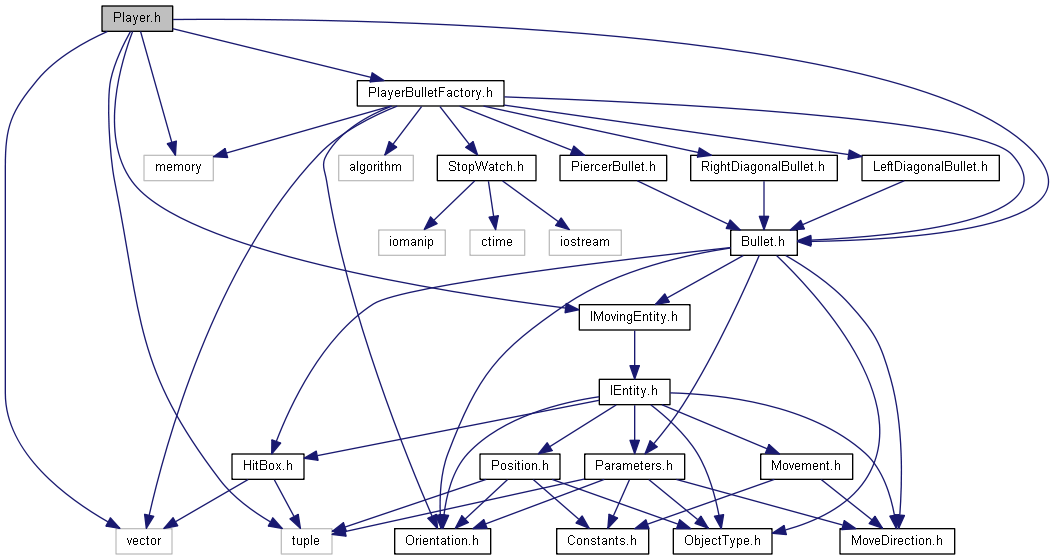 Player.h
PlayerBulletFactory.h
memory
algorithm
StopWatch.h
PiercerBullet.h
RightDiagonalBullet.h
LeftDiagonalBullet.h
iomanip
ctime
iostream
Bullet.h
IMovingEntity.h
IEntity.h
HitBox.h
Position.h
Parameters.h
Movement.h
vector
tuple
Orientation.h
Constants.h
ObjectType.h
MoveDirection.h